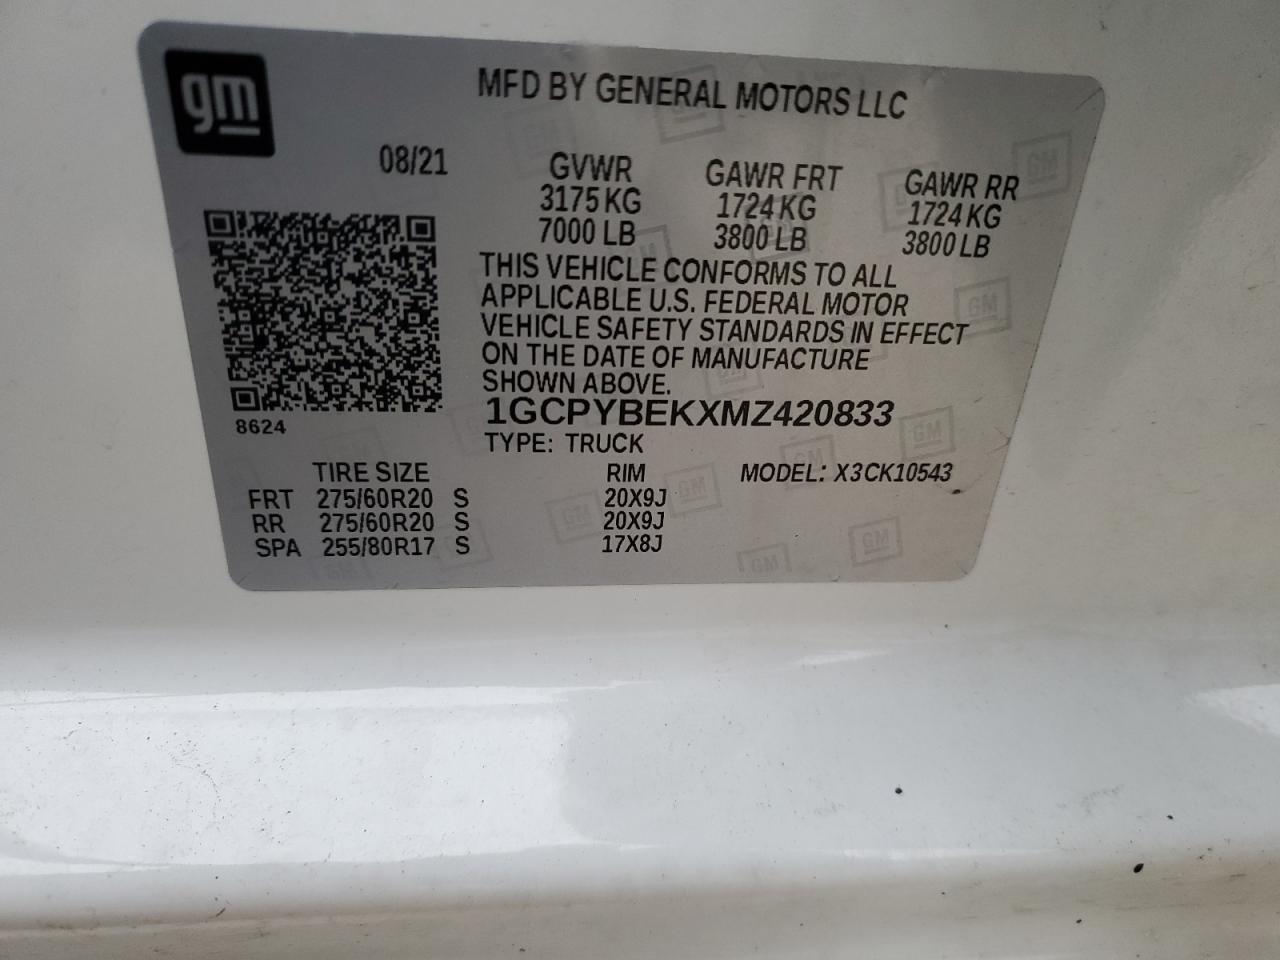 gm
MFD BY GENERAL MOTORS LLC
08/21
GVWR GAWR FRT GAWR RR
3175 KG 1724 KG 1724 KG
7000 LB 3800 LB 3800 LB
THIS VEHICLE CONFORMS TO ALL
APPLICABLE U.S. FEDERAL MOTOR
VEHICLE SAFETY STANDARDS IN EFFECT
ON THE DATE OF MANUFACTURE
SHOWN ABOVE.
1GCPYBEKXMZ420833
8624
TYPE: TRUCK
TIRE SIZE RIM MODEL: X3CK10543
FRT 275/60R20 S 20X9J
RR 275/60R20 S 20X9J
SPA 255/80R17 S 17X8J